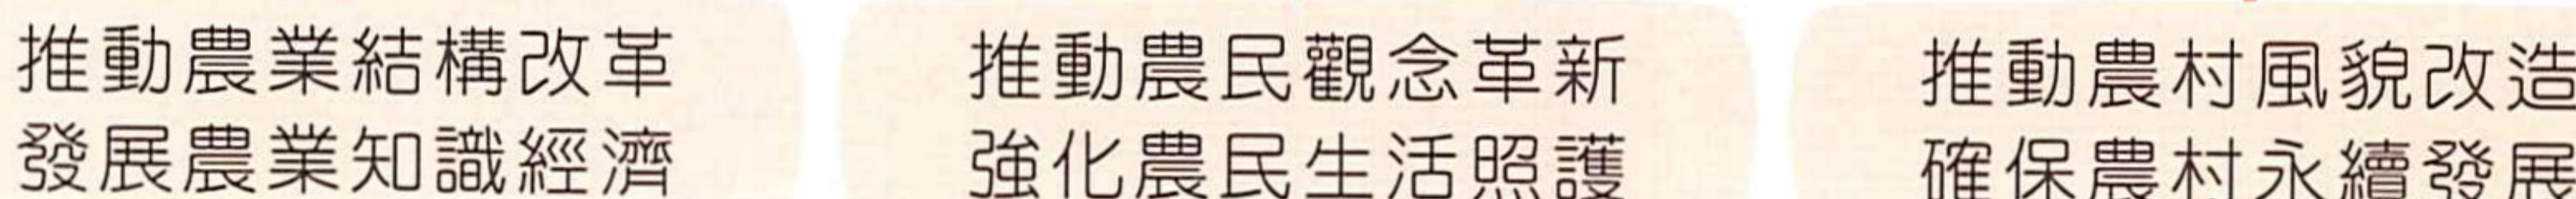 推動農業結構改革
發展農業知識經濟
推動農民觀念革新
強化農民生活照護
推動農村風貌改造
確保農村永續發展